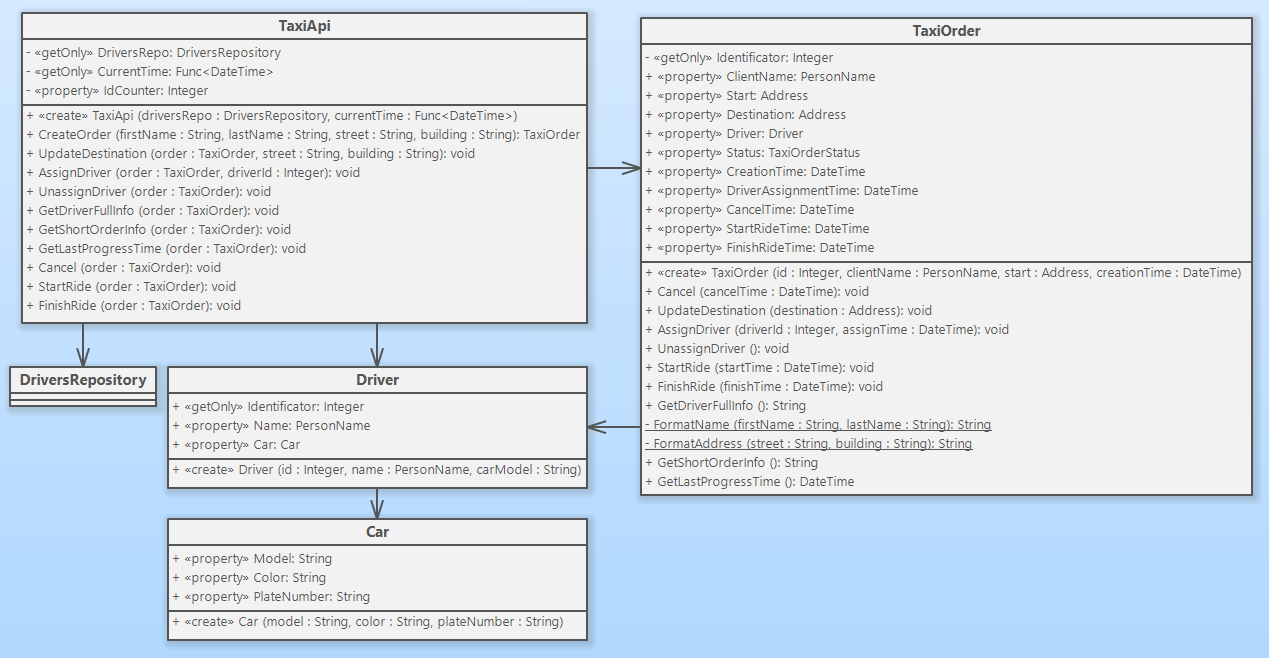 TaxiApi
- «getOnly» DriversRepo: DriversRepository
- «getOnly» CurrentTime: Func<DateTime>
- «property» IdCounter: Integer
+ «create» TaxiApi (driversRepo : DriversRepository, currentTime : Func<DateTime>)
+ CreateOrder (firstName : String, lastName : String, street : String, building : String): TaxiOrder
+ UpdateDestination (order : TaxiOrder, street : String, building : String): void
+ AssignDriver (order : TaxiOrder, driverId : Integer): void
+ UnassignDriver (order : TaxiOrder): void
+ GetDriverFullInfo (order : TaxiOrder): void
+ GetShortOrderInfo (order : TaxiOrder): void
+ GetLastProgressTime (order : TaxiOrder): void
+ Cancel (order : TaxiOrder): void
+ StartRide (order : TaxiOrder): void
+ FinishRide (order : TaxiOrder): void
TaxiOrder
- «getOnly» Identificator: Integer
+ «property» ClientName: PersonName
+ «property» Start: Address
+ «property» Destination: Address
+ «property» Driver: Driver
+ «property» Status: TaxiOrderStatus
+ «property» CreationTime: DateTime
+ «property» DriverAssignmentTime: DateTime
+ «property» CancelTime: DateTime
+ «property» StartRideTime: DateTime
+ «property» FinishRideTime: DateTime
+ «create» TaxiOrder (id : Integer, clientName : PersonName, start : Address, creationTime : DateTime)
+ Cancel (cancelTime : DateTime): void
+ UpdateDestination (destination : Address): void
+ AssignDriver (driverId : Integer, assignTime : DateTime): void
+ UnassignDriver (): void
+ StartRide (startTime : DateTime): void
+ FinishRide (finishTime : DateTime): void
+ GetDriverFullInfo (): String
- FormatName (firstName : String, lastName : String): String
- FormatAddress (street : String, building : String): String
+ GetShortOrderInfo (): String
+ GetLastProgressTime (): DateTime
DriversRepository
Driver
+ «getOnly» Identificator: Integer
+ «property» Name: PersonName
+ «property» Car: Car
+ «create» Driver (id : Integer, name : PersonName, carModel : String)
Car
+ «property» Model: String
+ «property» Color: String
+ «property» PlateNumber: String
+ «create» Car (model : String, color : String, plateNumber : String)